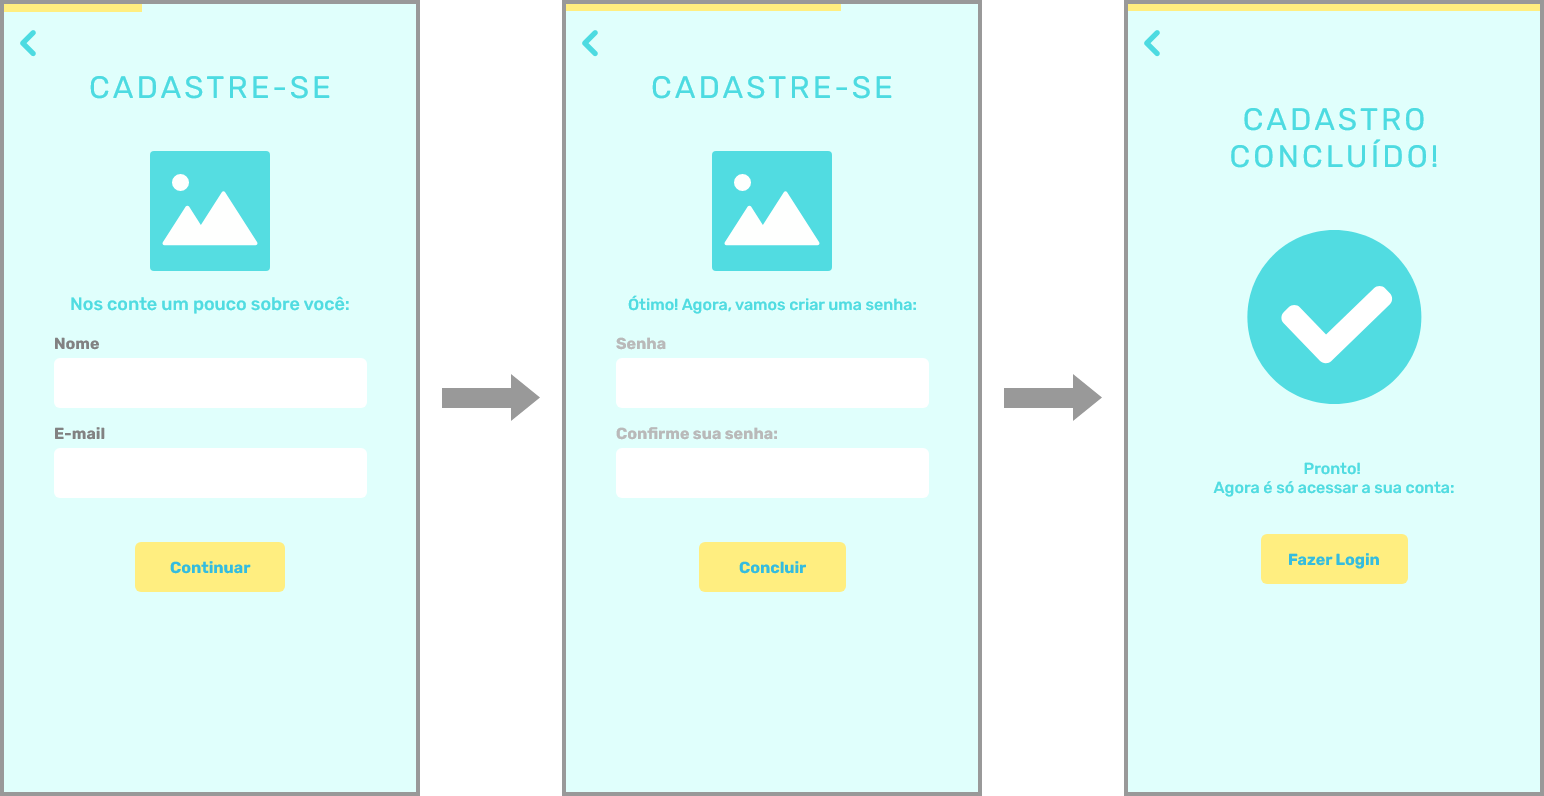 CADASTRE-SE
Nos conte um pouco sobre você:
Nome
E-mail
Continuar
CADASTRE-SE
Ótimo! Agora, vamos criar uma senha:
Senha
Confirme sua senha:
Concluir
CADASTRO
CONCLUÍDO!
Pronto!
Agora é só acessar a sua conta:
Fazer Login